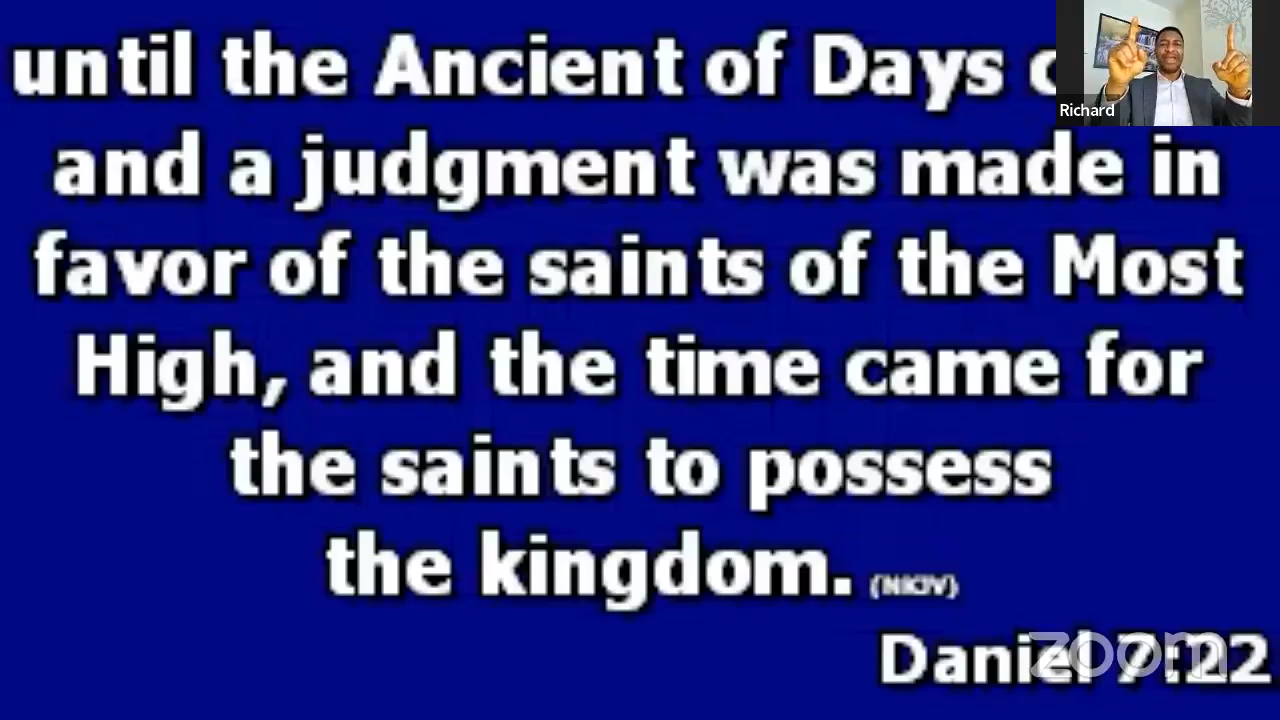 until the Ancient of Days c
and a judgment was made in
favor of the saints of the Most
High, and the time came for
the saints to possess
the kingdom. (NKJV)
Daniel 7:22
Richard
zoom